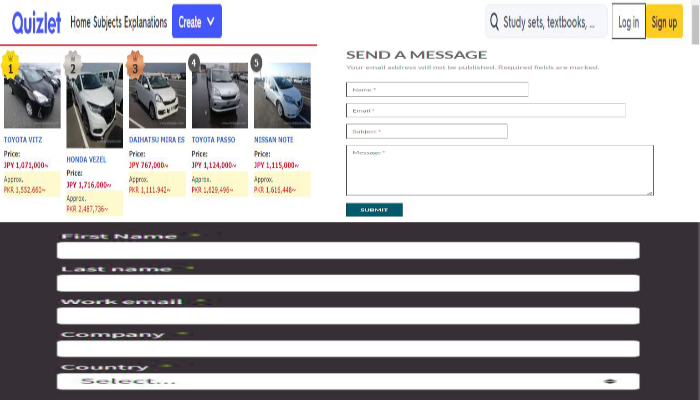 Quizlet Home Subjects Explanations Create Study sets, textbooks, ... Log in Sign up
1 2 3 4 5
TOYOTA VITZ
Price:
JPY 1,071,000~
Approx.
PKR 1,552,660~
HONDA VEZEL
Price:
JPY 1,716,000~
Approx.
PKR 2,487,736~
DAIHATSU MIRA ES
Price:
JPY 767,000~
Approx.
PKR 1,111,942~
TOYOTA PASSO
Price:
JPY 1,124,000~
Approx.
PKR 1,629,496~
NISSAN NOTE
Price:
JPY 1,115,000~
Approx.
PKR 1,616,448~
SEND A MESSAGE
Your email address will not be published. Required fields are marked.
Name *
Email *
Subject *
Message *
SUBMIT
First Name *
Last name *
Work email *
Company *
Country *
Select...